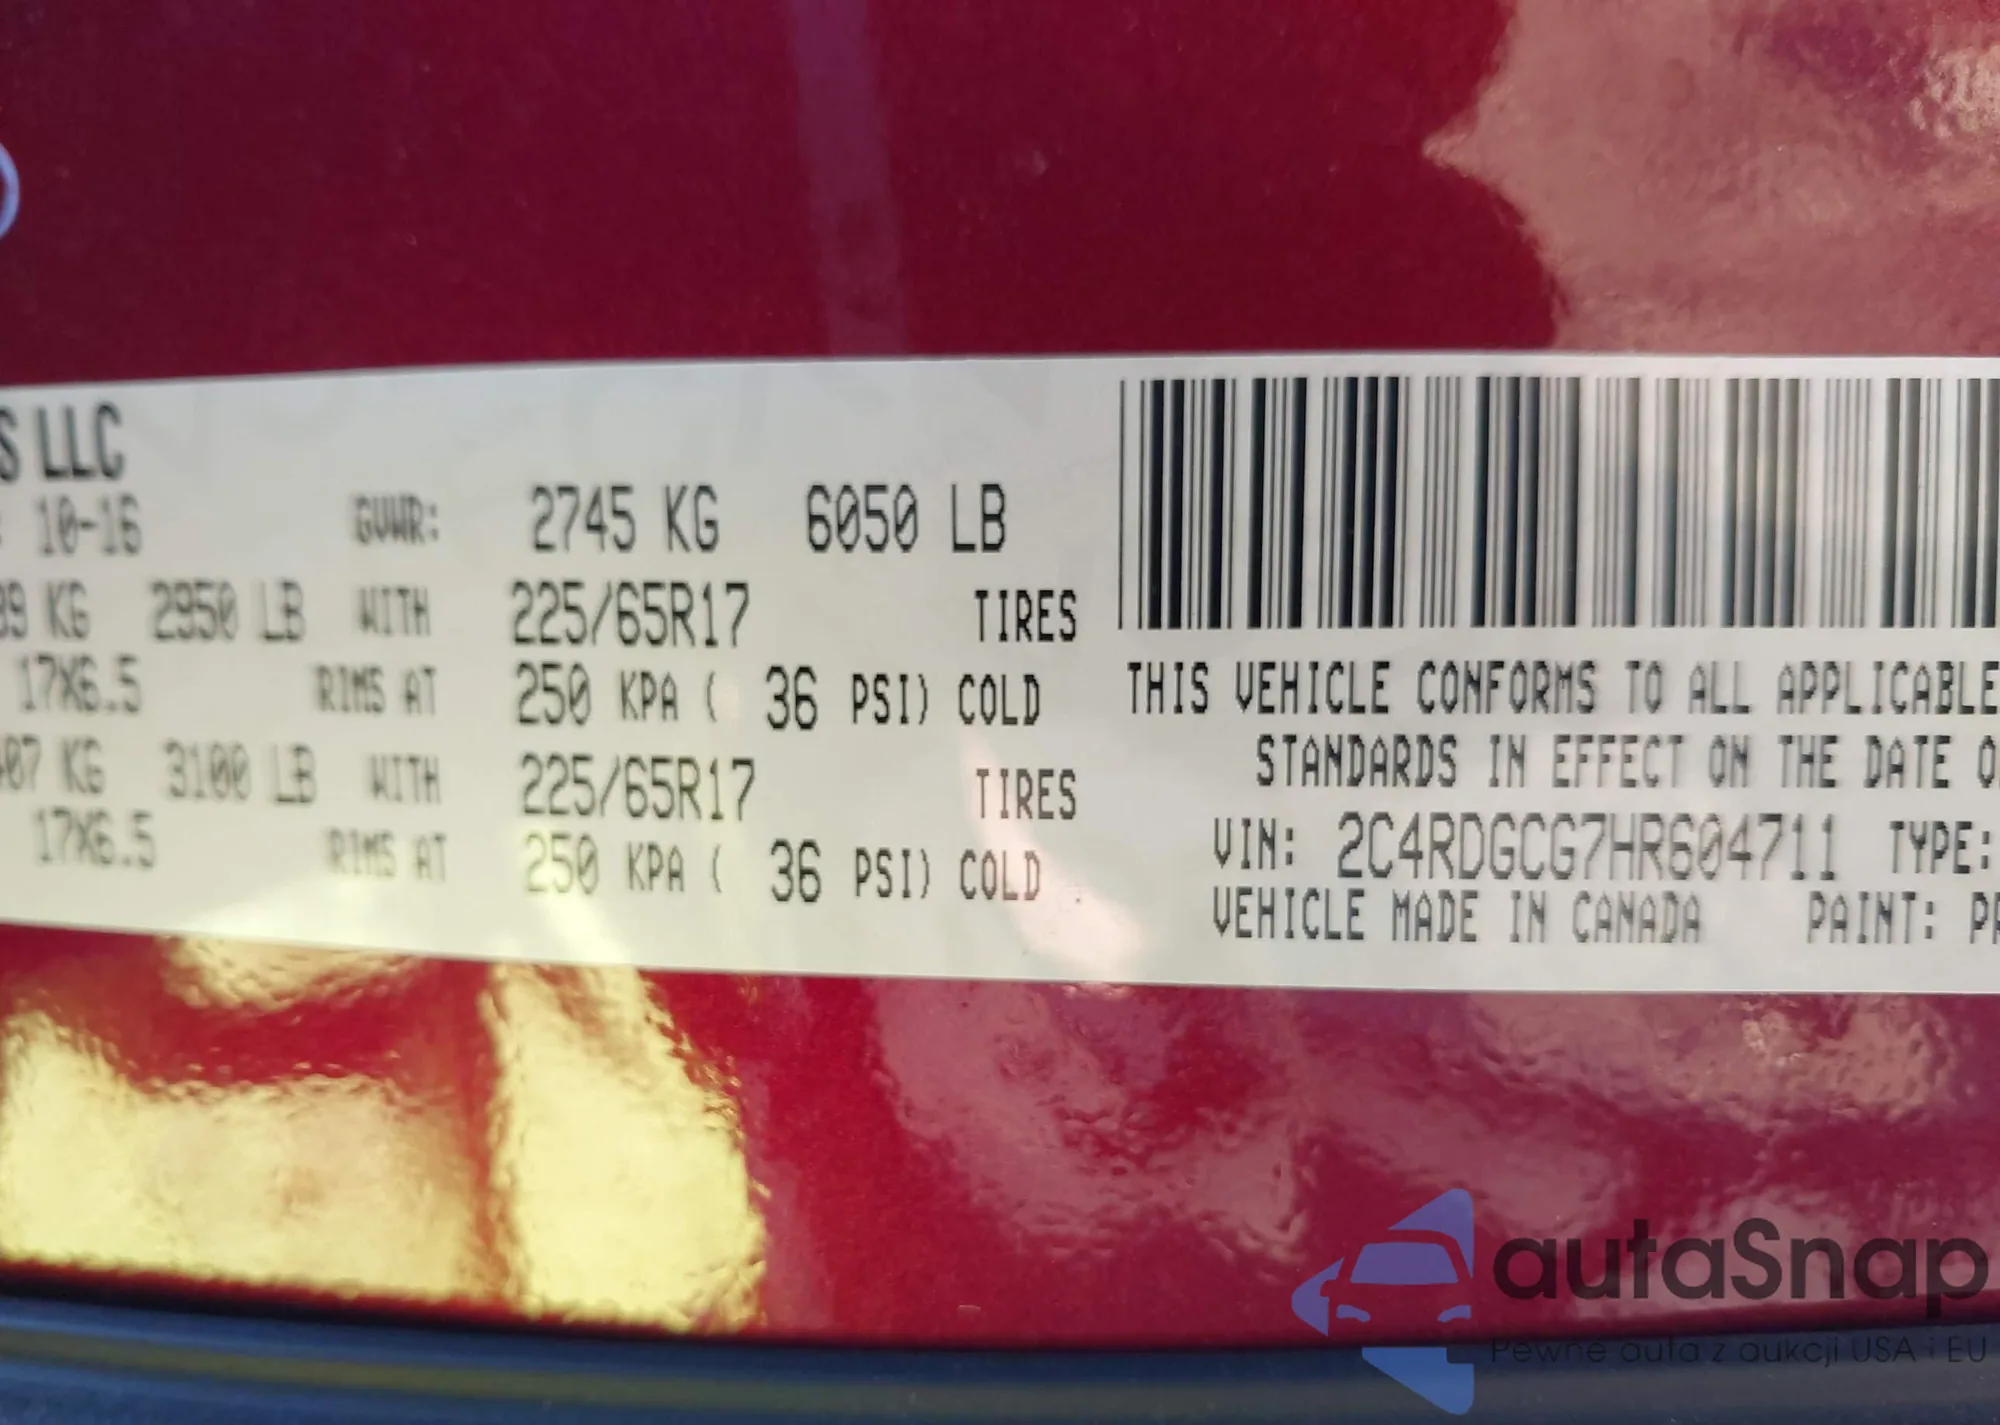 S LLC
: 10-16 GVWR: 2745 KG 6050 LB
39 KG 2950 LB WITH 225/65R17 TIRES
17X6.5 RIMS AT 250 KPA ( 36 PSI) COLD
407 KG 3100 LB WITH 225/65R17 TIRES
17X6.5 RIMS AT 250 KPA ( 36 PSI) COLD
THIS VEHICLE CONFORMS TO ALL APPLICABLE
STANDARDS IN EFFECT ON THE DATE O
VIN: 2C4RDGCG7HR604711 TYPE:
VEHICLE MADE IN CANADA PAINT: PR
autaSnap
Pewne auta z aukcji USA i EU